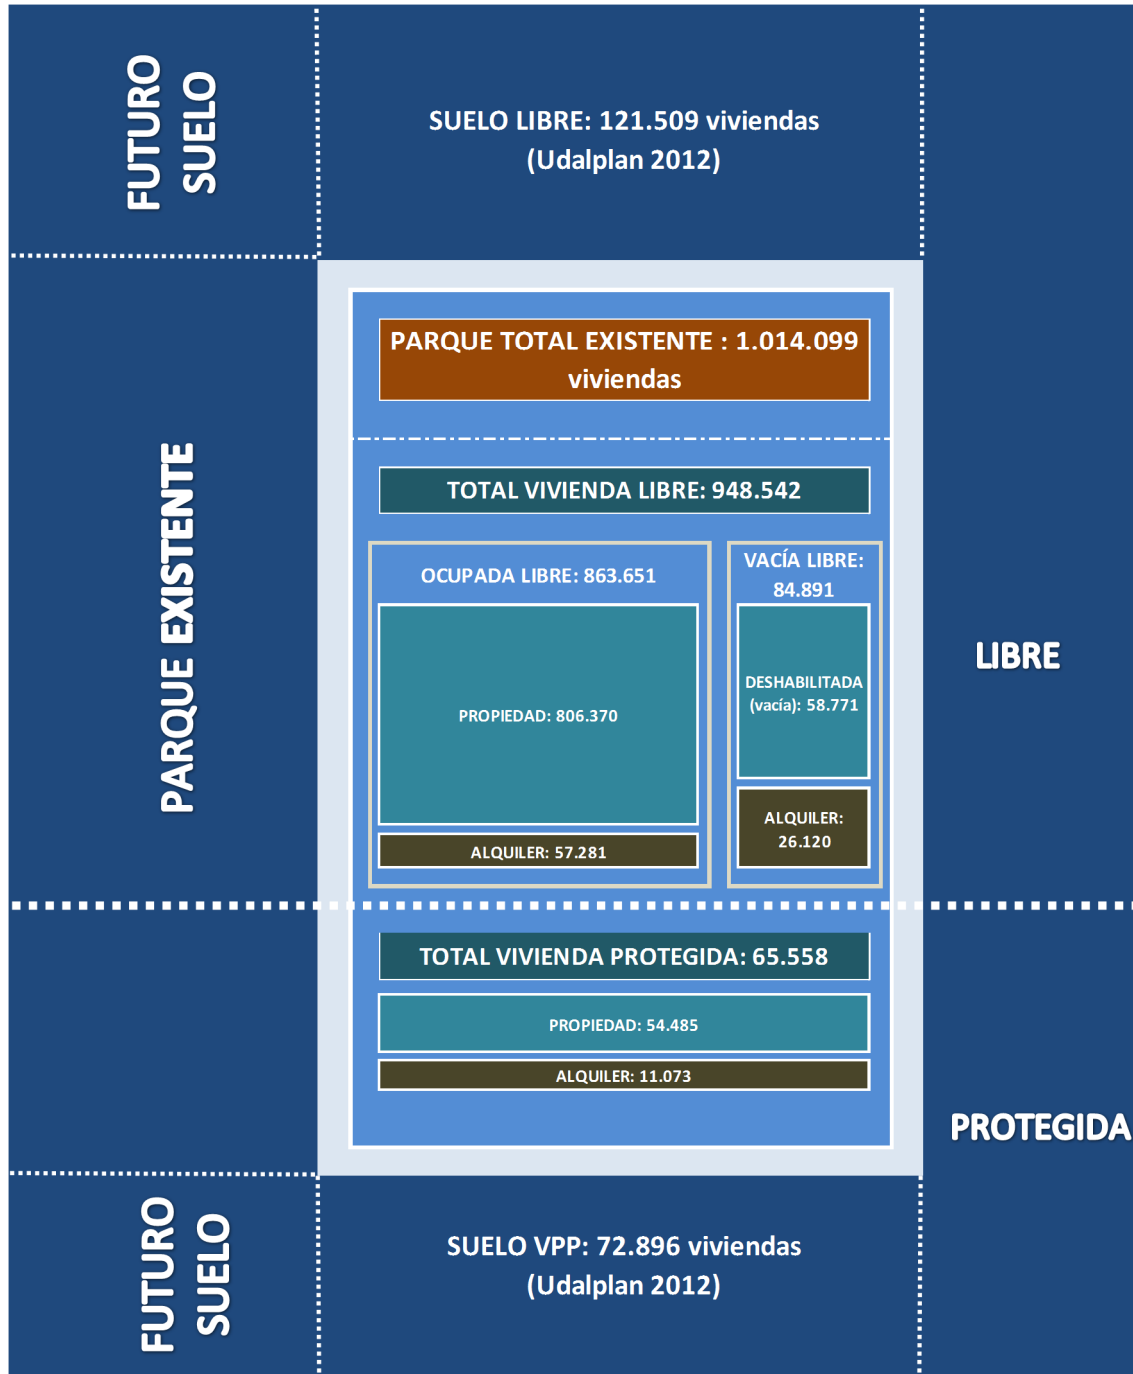 FUTURO
SUELO
SUELO LIBRE: 121.509 viviendas
(Udalplan 2012)
PARQUE EXISTENTE
PARQUE TOTAL EXISTENTE : 1.014.099
viviendas
TOTAL VIVIENDA LIBRE: 948.542
OCUPADA LIBRE: 863.651
PROPIEDAD: 806.370
ALQUILER: 57.281
VACÍA LIBRE:
84.891
DESHABILITADA
(vacía): 58.771
ALQUILER:
26.120
LIBRE
TOTAL VIVIENDA PROTEGIDA: 65.558
PROPIEDAD: 54.485
ALQUILER: 11.073
PROTEGIDA
FUTURO
SUELO
SUELO VPP: 72.896 viviendas
(Udalplan 2012)